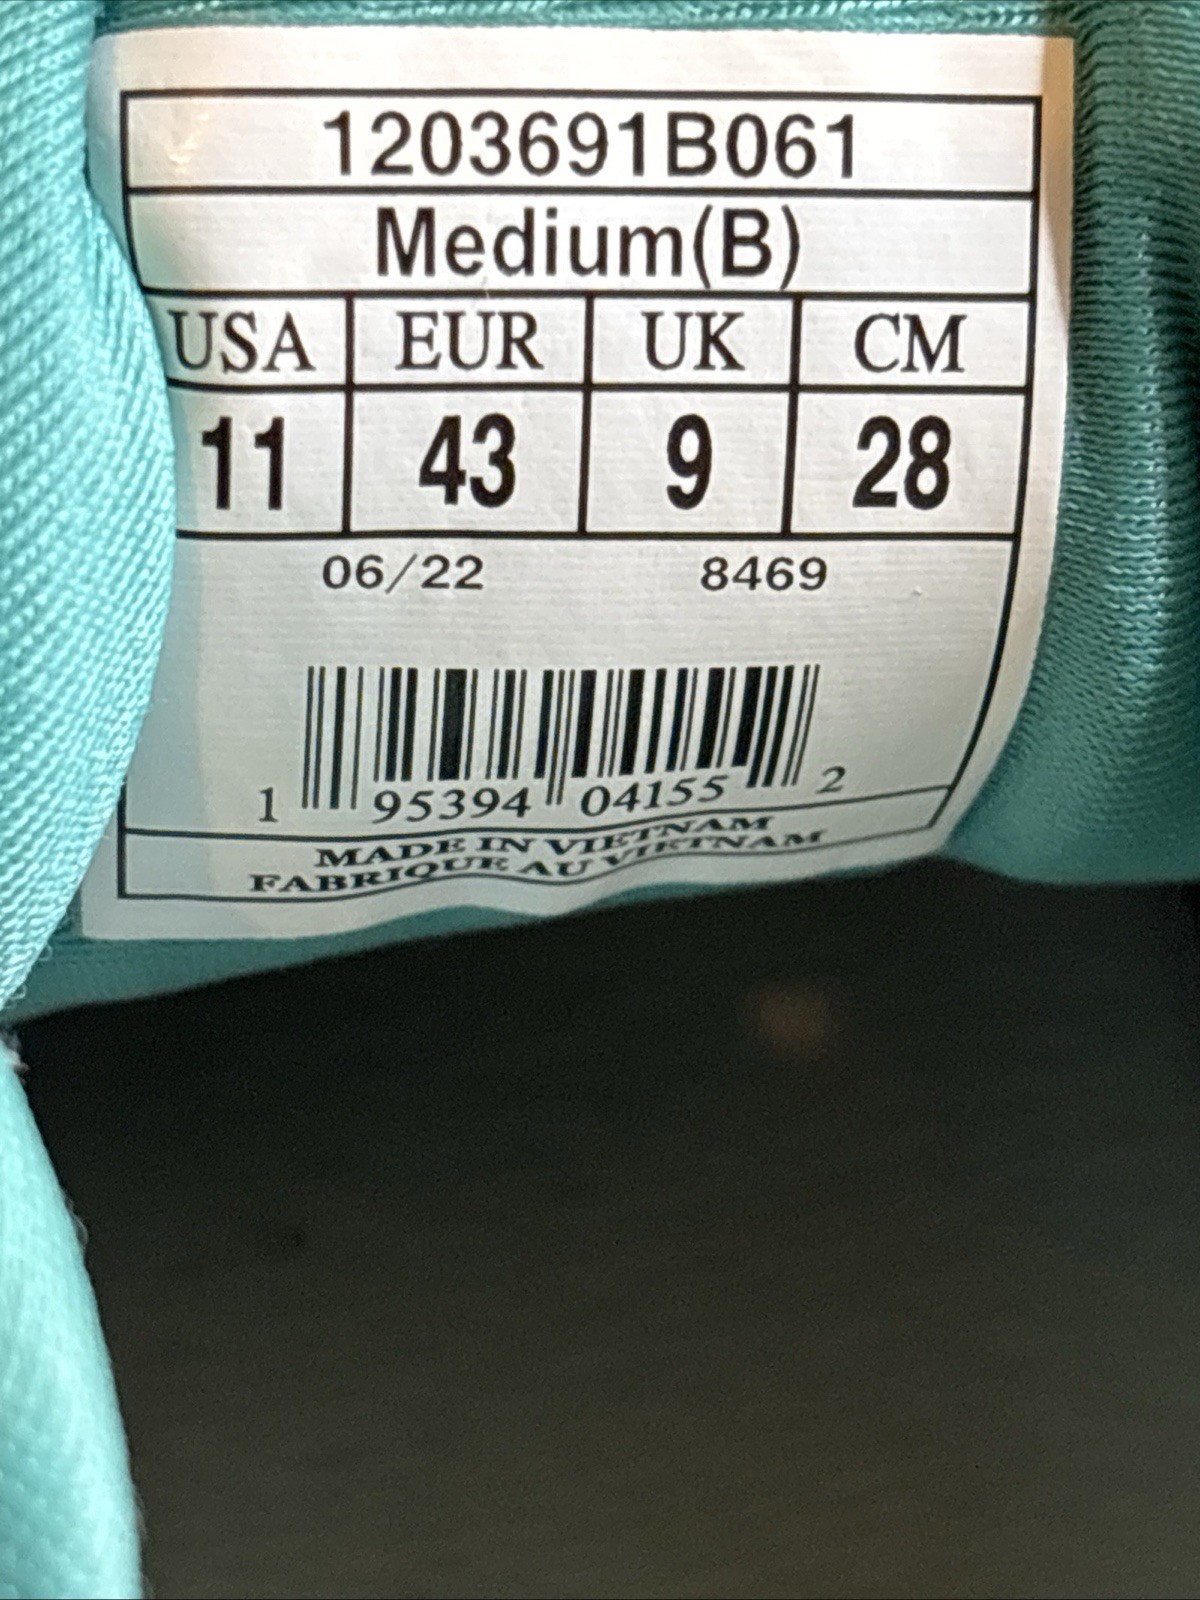 1203691B061
Medium(B)
USA EUR UK CM
11 43 9 28
06/22 8469
1 95394 04155 2
MADE IN VIETNAM
FABRIQUE AU VIETNAM